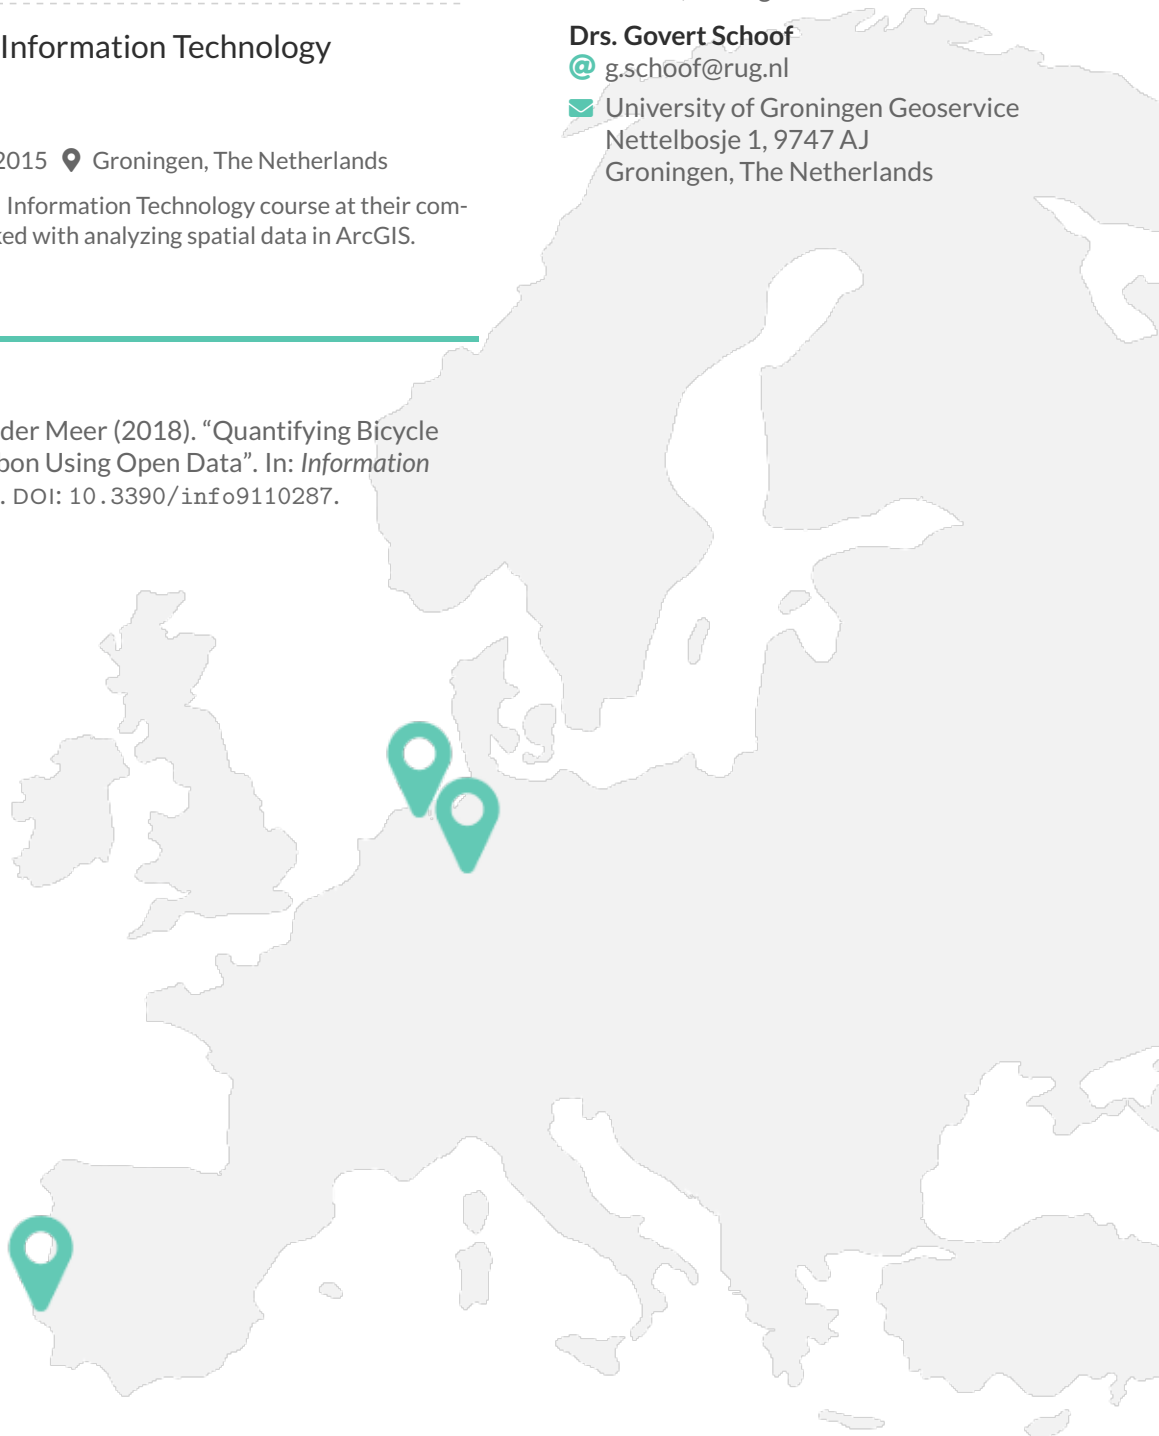 Information Technology
2015 Groningen, The Netherlands
Information Technology course at their com-
ked with analyzing spatial data in ArcGIS.
der Meer (2018). “Quantifying Bicycle
bon Using Open Data”. In: Information
. DOI: 10.3390/info9110287.
Drs. Govert Schoof
@ g.schoof@rug.nl
University of Groningen Geoservice
Nettelbosje 1, 9747 AJ
Groningen, The Netherlands